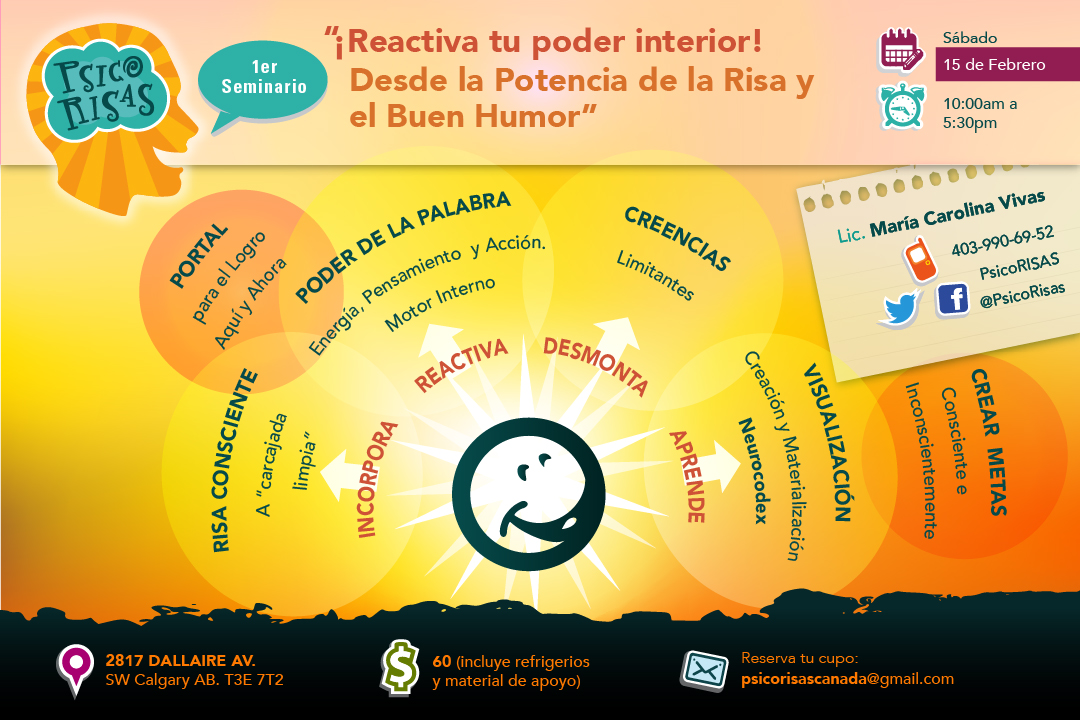 PSICO
RISAS
1er
Seminario
“¡Reactiva tu poder interior!
Desde la Potencia de la Risa y
el Buen Humor”
Sábado
15 de Febrero
10:00am a
5:30pm
Lic. María Carolina Vivas
403-990-69-52
PsicoRISAS
@PsicoRisas
PORTAL
para el Logro
Aquí y Ahora
PODER DE LA PALABRA
Energía, Pensamiento y Acción.
Motor Interno
CREENCIAS
Limitantes
RISA CONSCIENTE
A “carcajada
limpia”
INCORPORA
REACTIVA
DESMONTA
APRENDE
VISUALIZACIÓN
Creación y Materialización
Neurocodex
CREAR METAS
Consciente e
Inconscientemente
2817 DALLAIRE AV.
SW Calgary AB. T3E 7T2
$
60 (incluye refrigerios
y material de apoyo)
Reserva tu cupo:
psicorisascanada@gmail.com